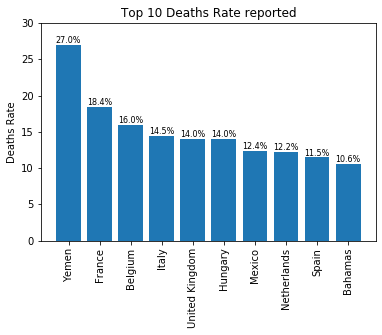 Top 10 Deaths Rate reported
Deaths Rate
30
25
20
15
10
5
0
27.0%
18.4%
16.0%
14.5%
14.0%
14.0%
12.4%
12.2%
11.5%
10.6%
Yemen
France
Belgium
Italy
United Kingdom
Hungary
Mexico
Netherlands
Spain
Bahamas